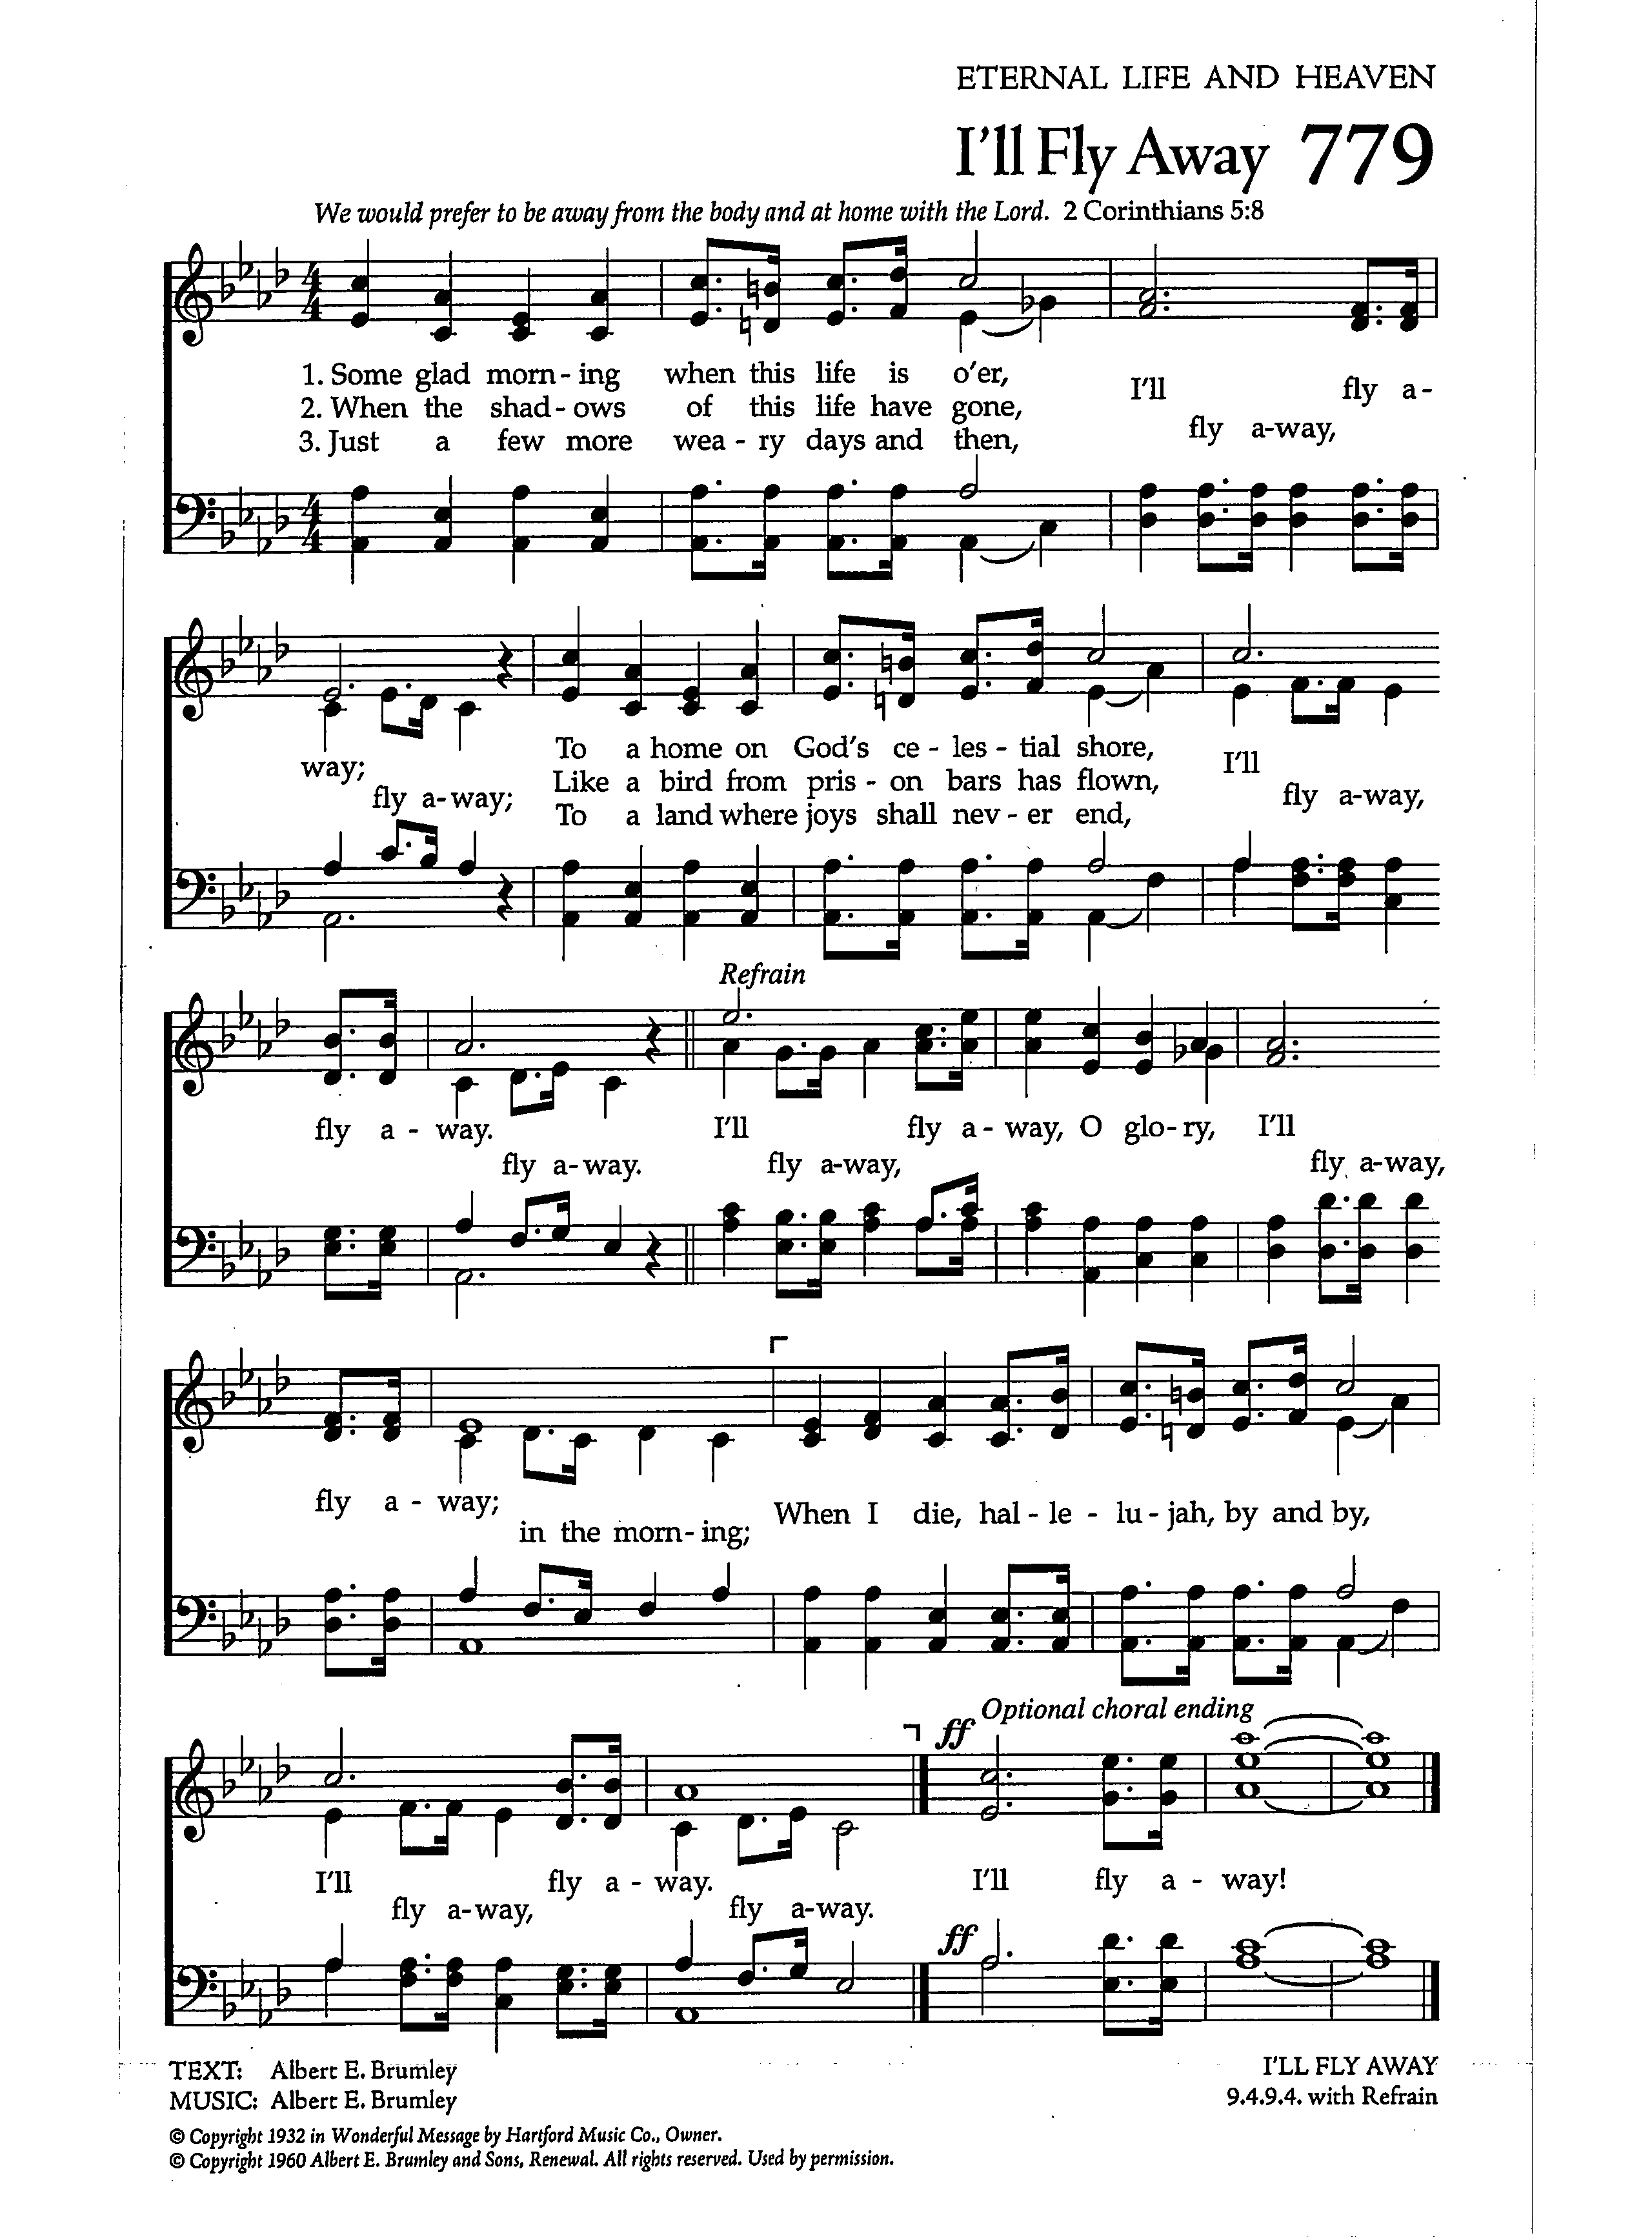 ETERNAL LIFE AND HEAVEN
I'll Fly Away 779
We would prefer to be away from the body and at home with the Lord. 2 Corinthians 5:8
1. Some glad morn - ing when this life is o'er, I'll fly a -
2. When the shad - ows of this life have gone,
3. Just a few more wea - ry days and then, fly a-way,
way; To a home on God's ce - les - tial shore, I'll
fly a-way; Like a bird from pris - on bars has flown, fly a-way,
To a land where joys shall nev - er end,
Refrain
fly a - way. I'll fly a - way, O glo - ry, I'll
fly a-way. fly a-way, fly a-way,
fly a - way; When I die, hal - le - lu - jah, by and by,
in the morn - ing;
ff Optional choral ending
I'll fly a - way. I'll fly a - way!
fly a-way, fly a-way.
ff
TEXT: Albert E. Brumley
MUSIC: Albert E. Brumley
I'LL FLY AWAY
9.4.9.4. with Refrain
© Copyright 1932 in Wonderful Message by Hartford Music Co., Owner.
© Copyright 1960 Albert E. Brumley and Sons, Renewal. All rights reserved. Used by permission.